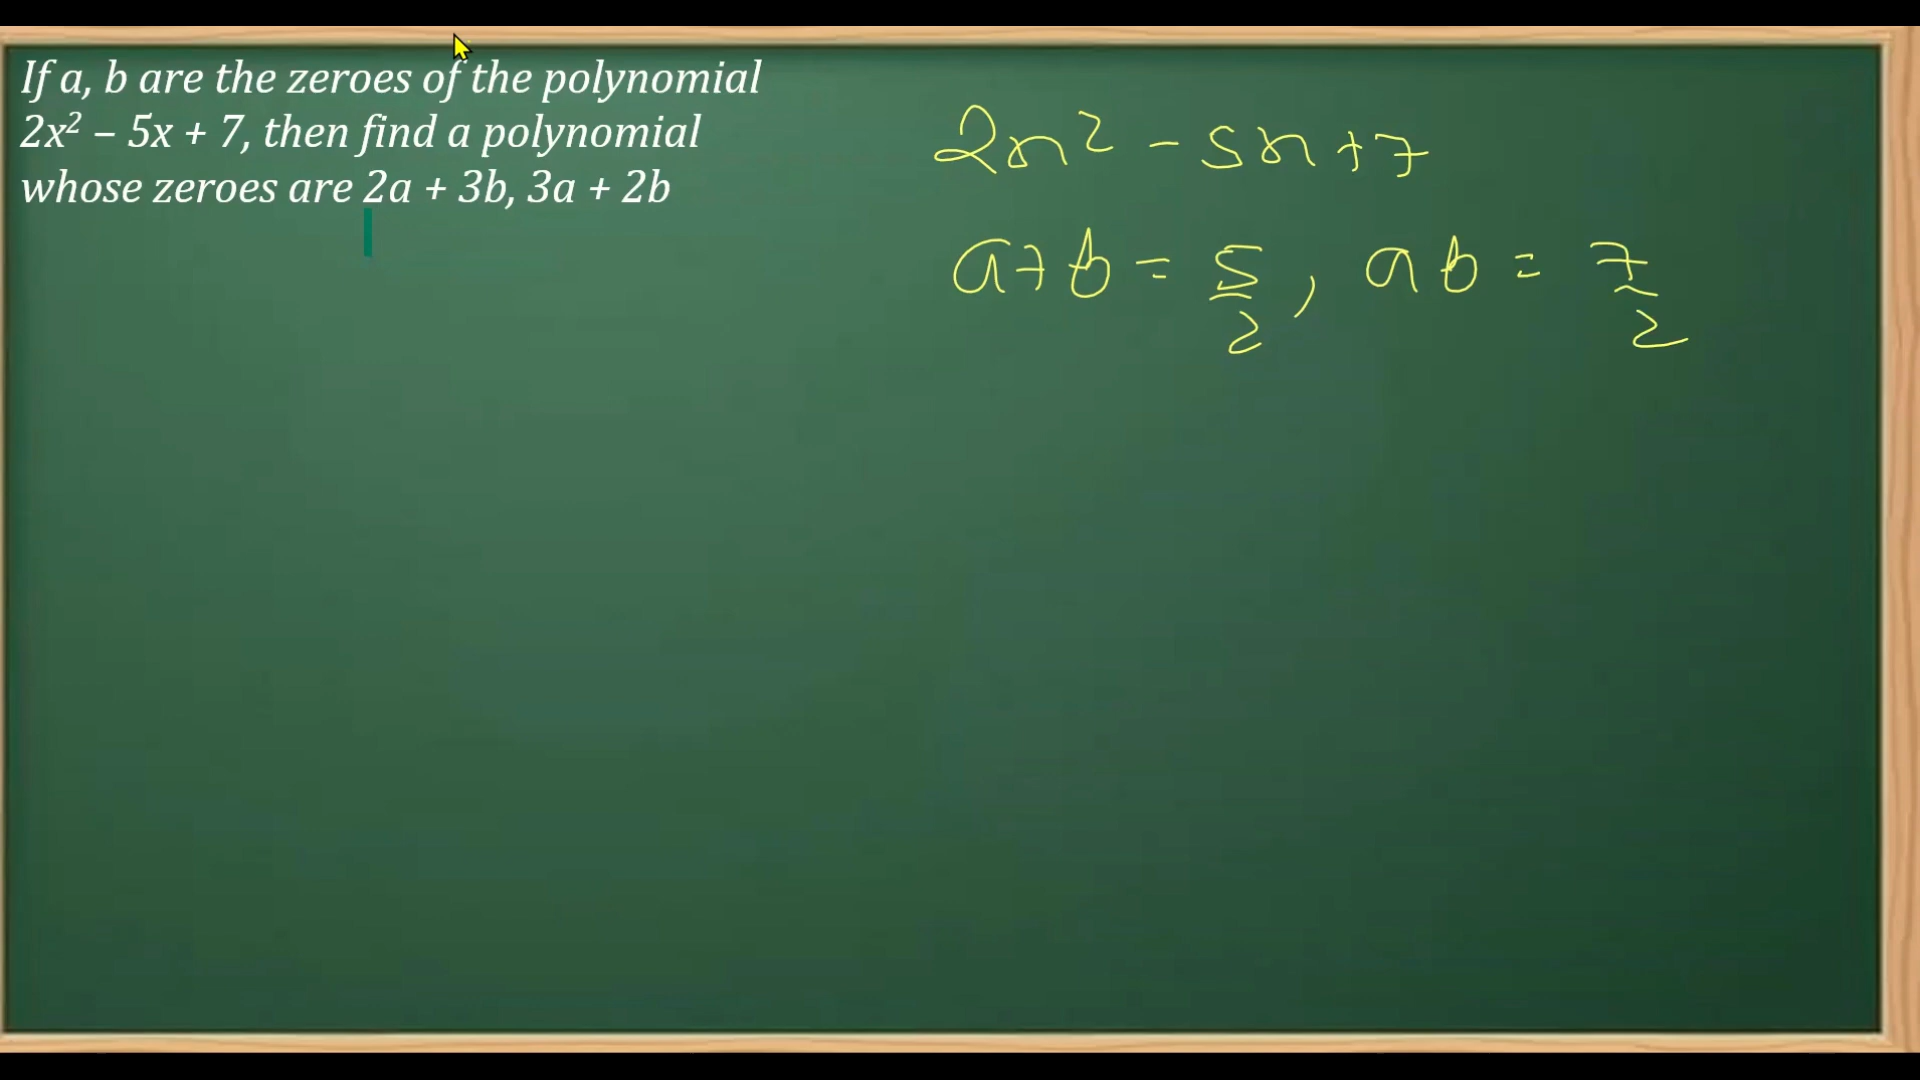 If a, b are the zeroes of the polynomial
2x² – 5x + 7, then find a polynomial
whose zeroes are 2a + 3b, 3a + 2b
2x² - 5x + 7
a + b = 5/2, ab = 7/2